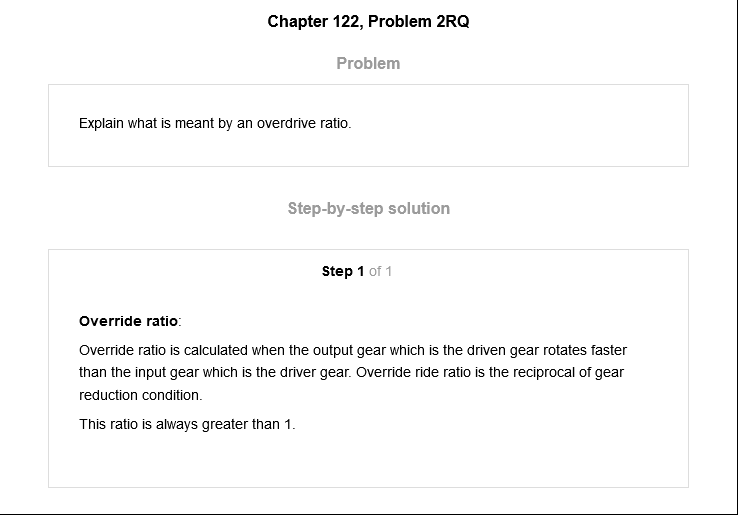 Chapter 122, Problem 2RQ
Problem
Explain what is meant by an overdrive ratio.
Step-by-step solution
Step 1 of 1
Override ratio:
Override ratio is calculated when the output gear which is the driven gear rotates faster
than the input gear which is the driver gear. Override ride ratio is the reciprocal of gear
reduction condition.
This ratio is always greater than 1.